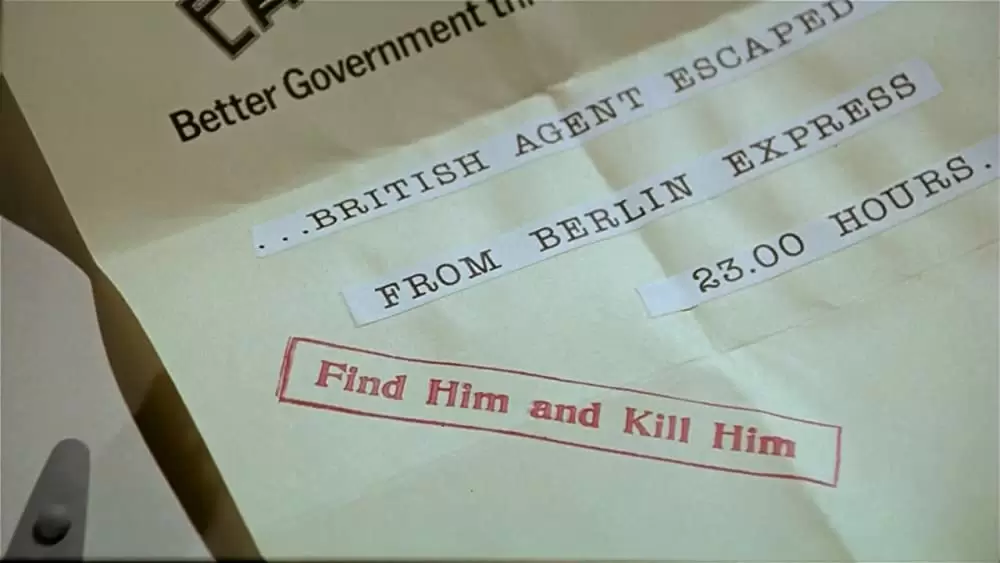 Better Government
...BRITISH AGENT ESCAPED
FROM BERLIN EXPRESS
23.00 HOURS.
Find Him and Kill Him